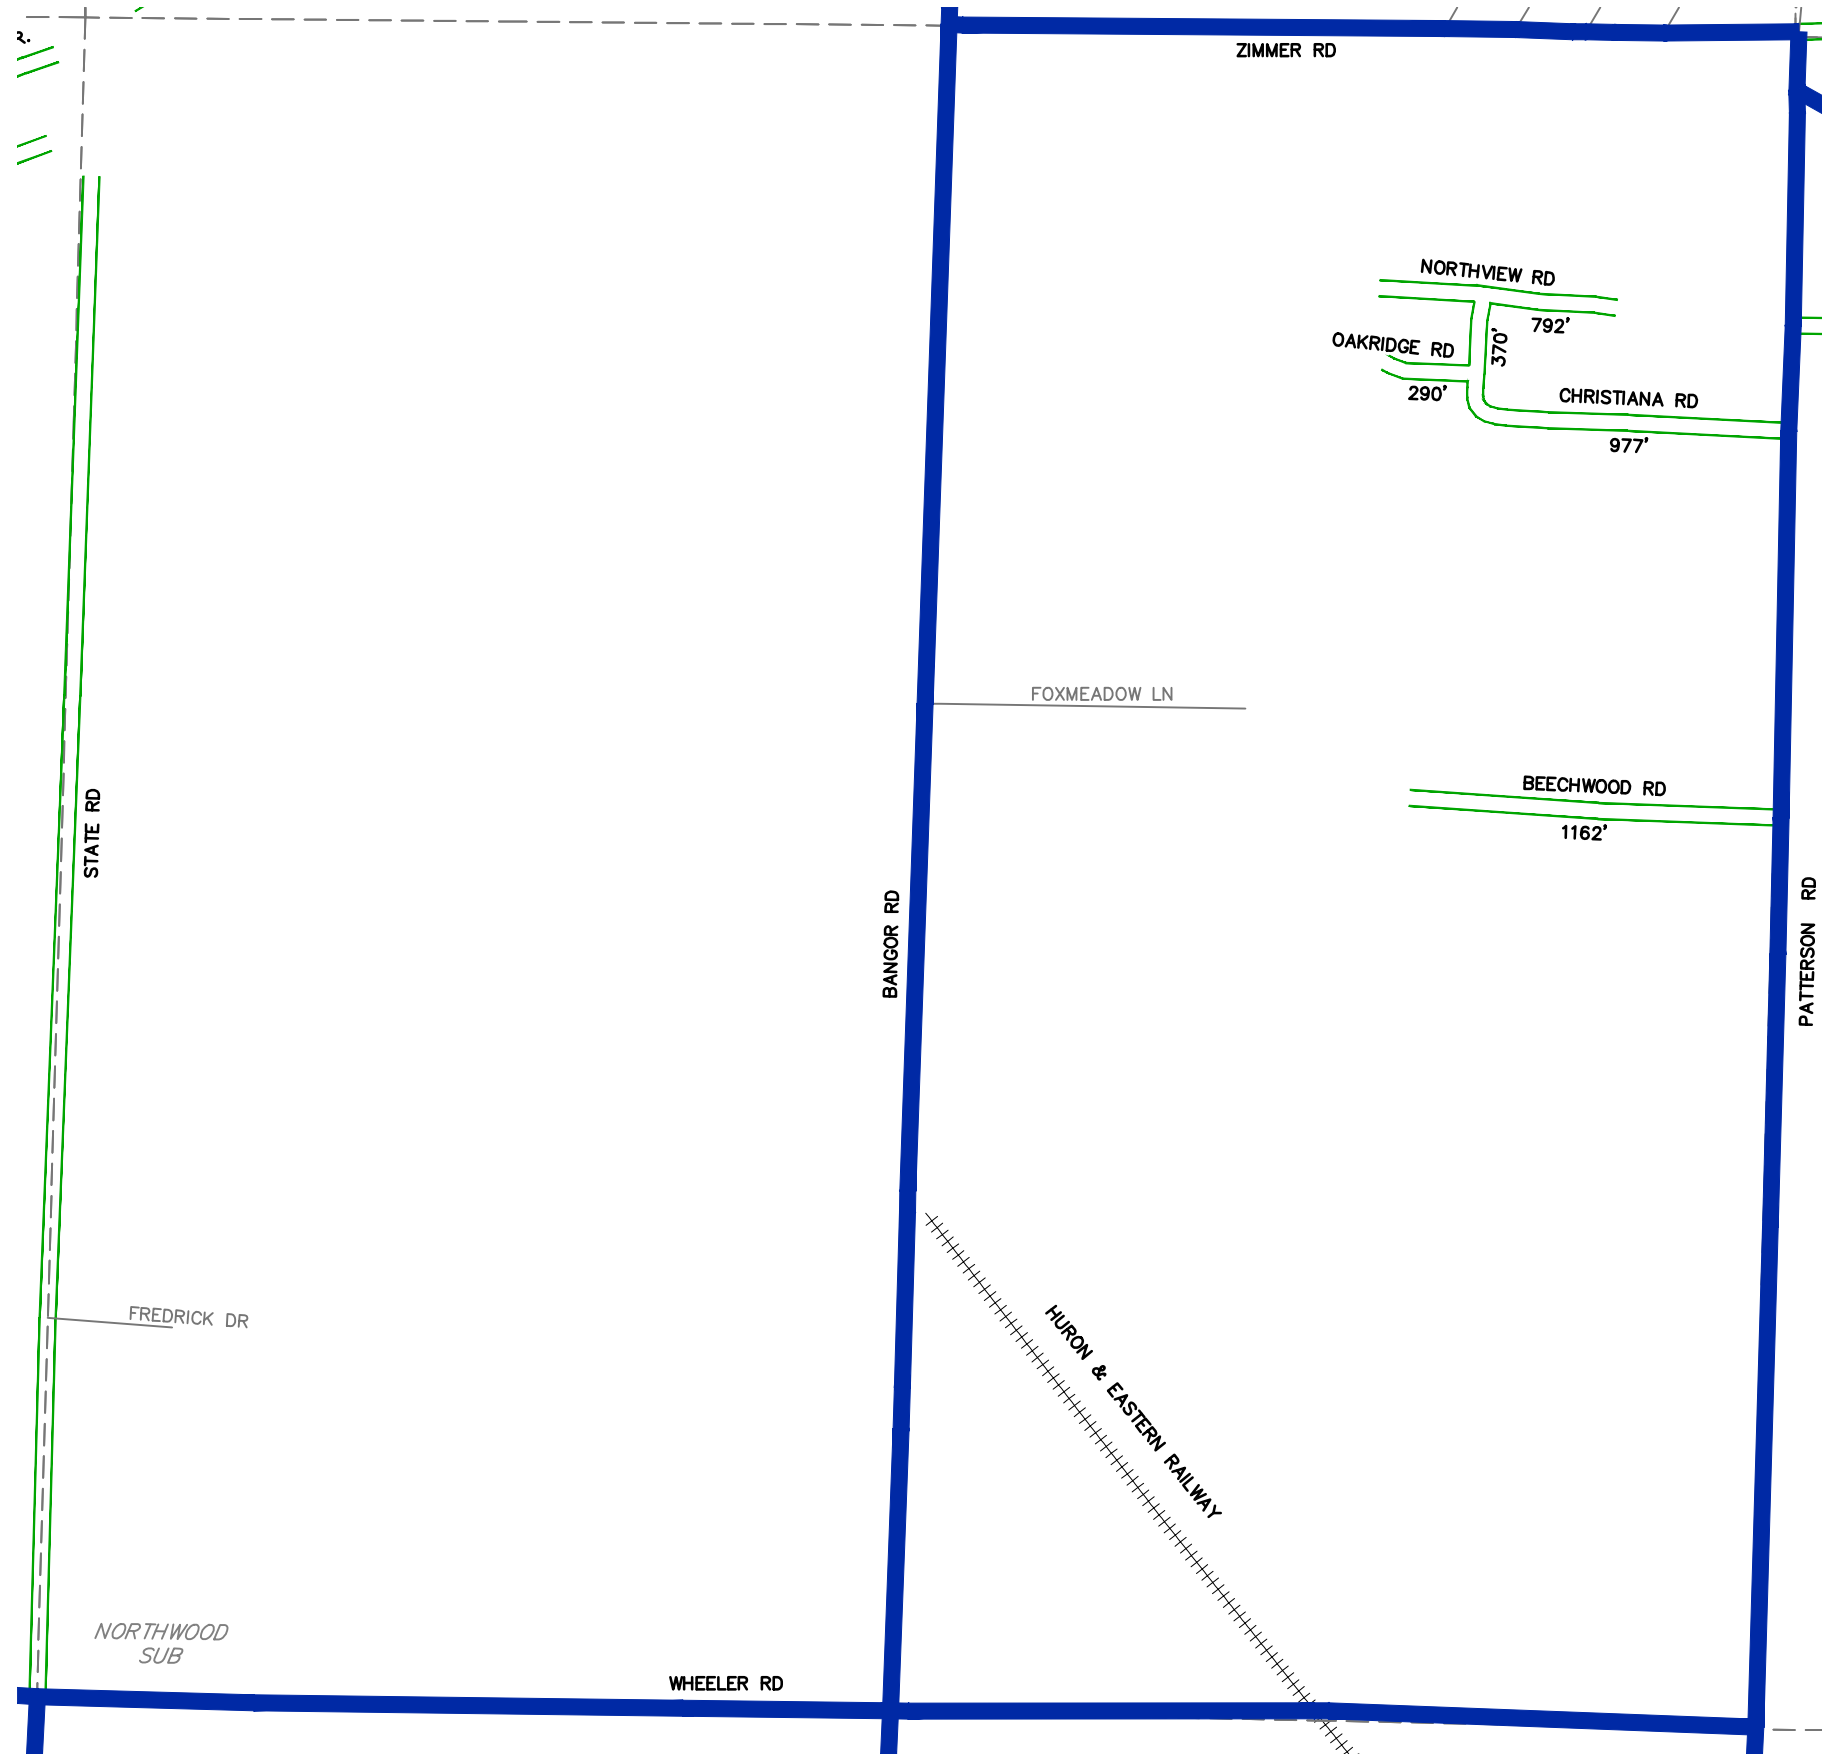 R.
ZIMMER RD
NORTHVIEW RD
792'
370'
OAKRIDGE RD
290'
CHRISTIANA RD
977'
FOXMEADOW LN
BEECHWOOD RD
1162'
STATE RD
BANGOR RD
PATTERSON RD
FREDRICK DR
HURON & EASTERN RAILWAY
NORTHWOOD
SUB
WHEELER RD